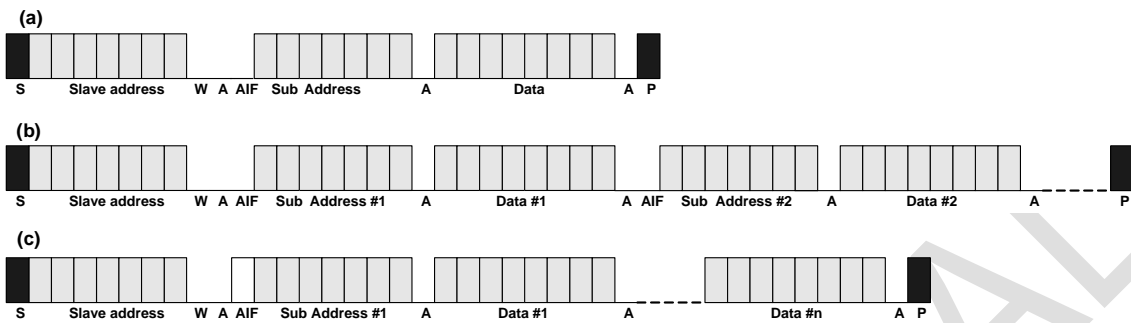 (a)
S Slave address W A AIF Sub Address A Data A P
(b)
S Slave address W A AIF Sub Address #1 A Data #1 A AIF Sub Address #2 A Data #2 A P
(c)
S Slave address W A AIF Sub Address #1 A Data #1 A Data #n A P